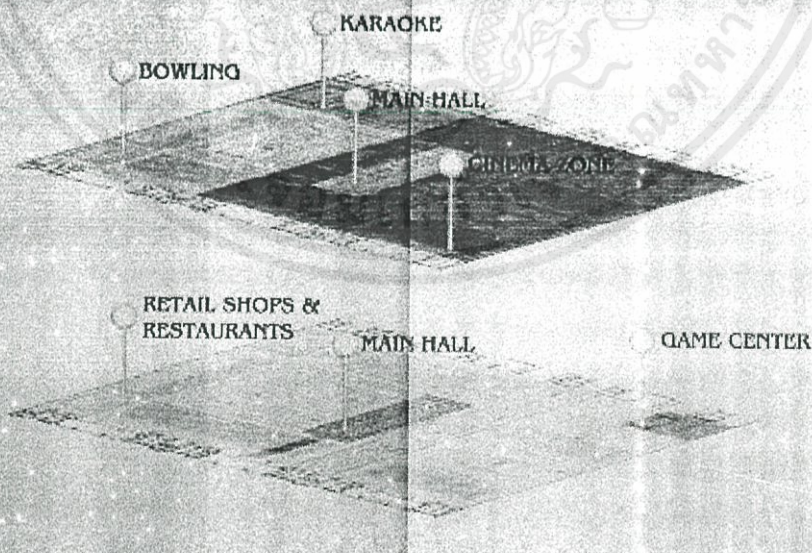 KARAOKE
BOWLING
MAIN HALL
CINEMA ZONE
RETAIL SHOPS &
RESTAURANTS
MAIN HALL
GAME CENTER